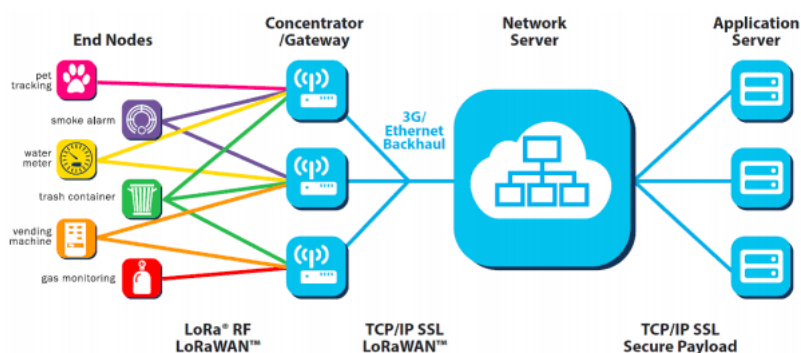 End Nodes
Concentrator
/Gateway
Network
Server
Application
Server
pet
tracking
smoke alarm
water
meter
trash container
vending
machine
gas monitoring
3G/
Ethernet
Backhaul
LoRa® RF
LoRaWAN™
TCP/IP SSL
LoRaWAN™
TCP/IP SSL
Secure Payload